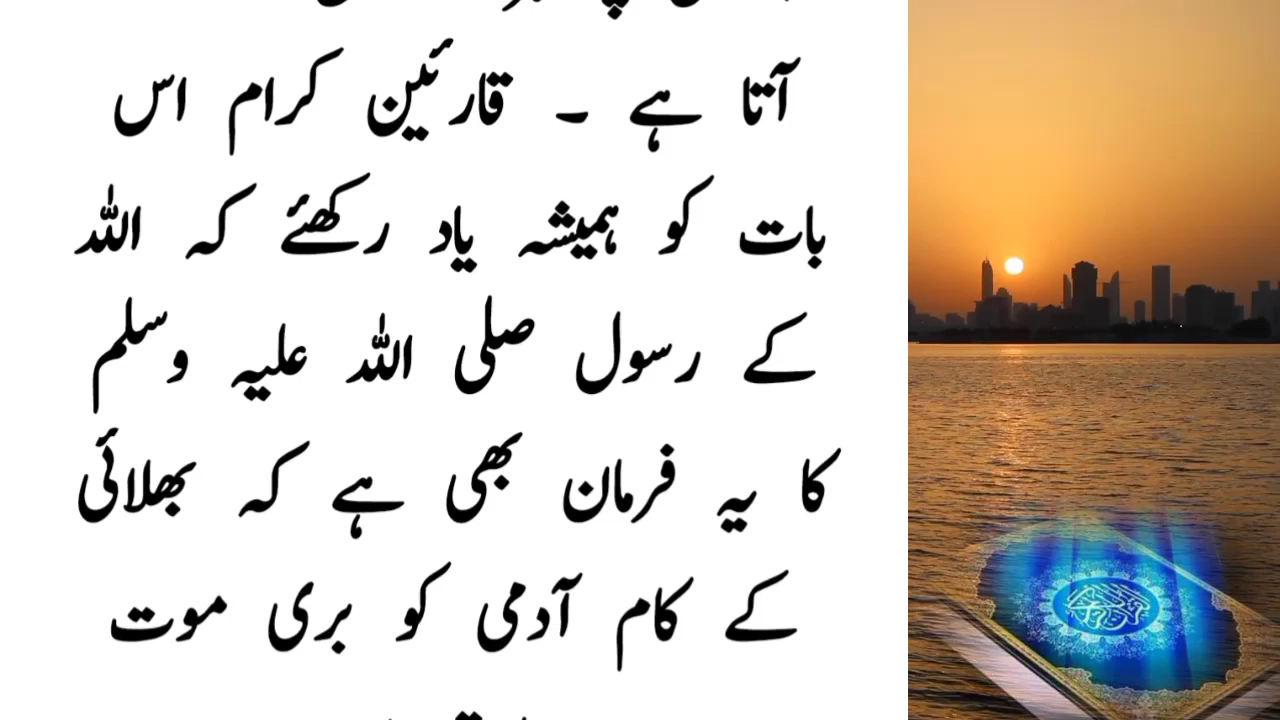 آتا ہے ۔ قارئین کرام اس
بات کو ہمیشہ یاد رکھئے کہ اللہ
کے رسول صلی اللہ علیہ وسلم
کا یہ فرمان بھی ہے کہ بھلائی
کے کام آدمی کو بری موت